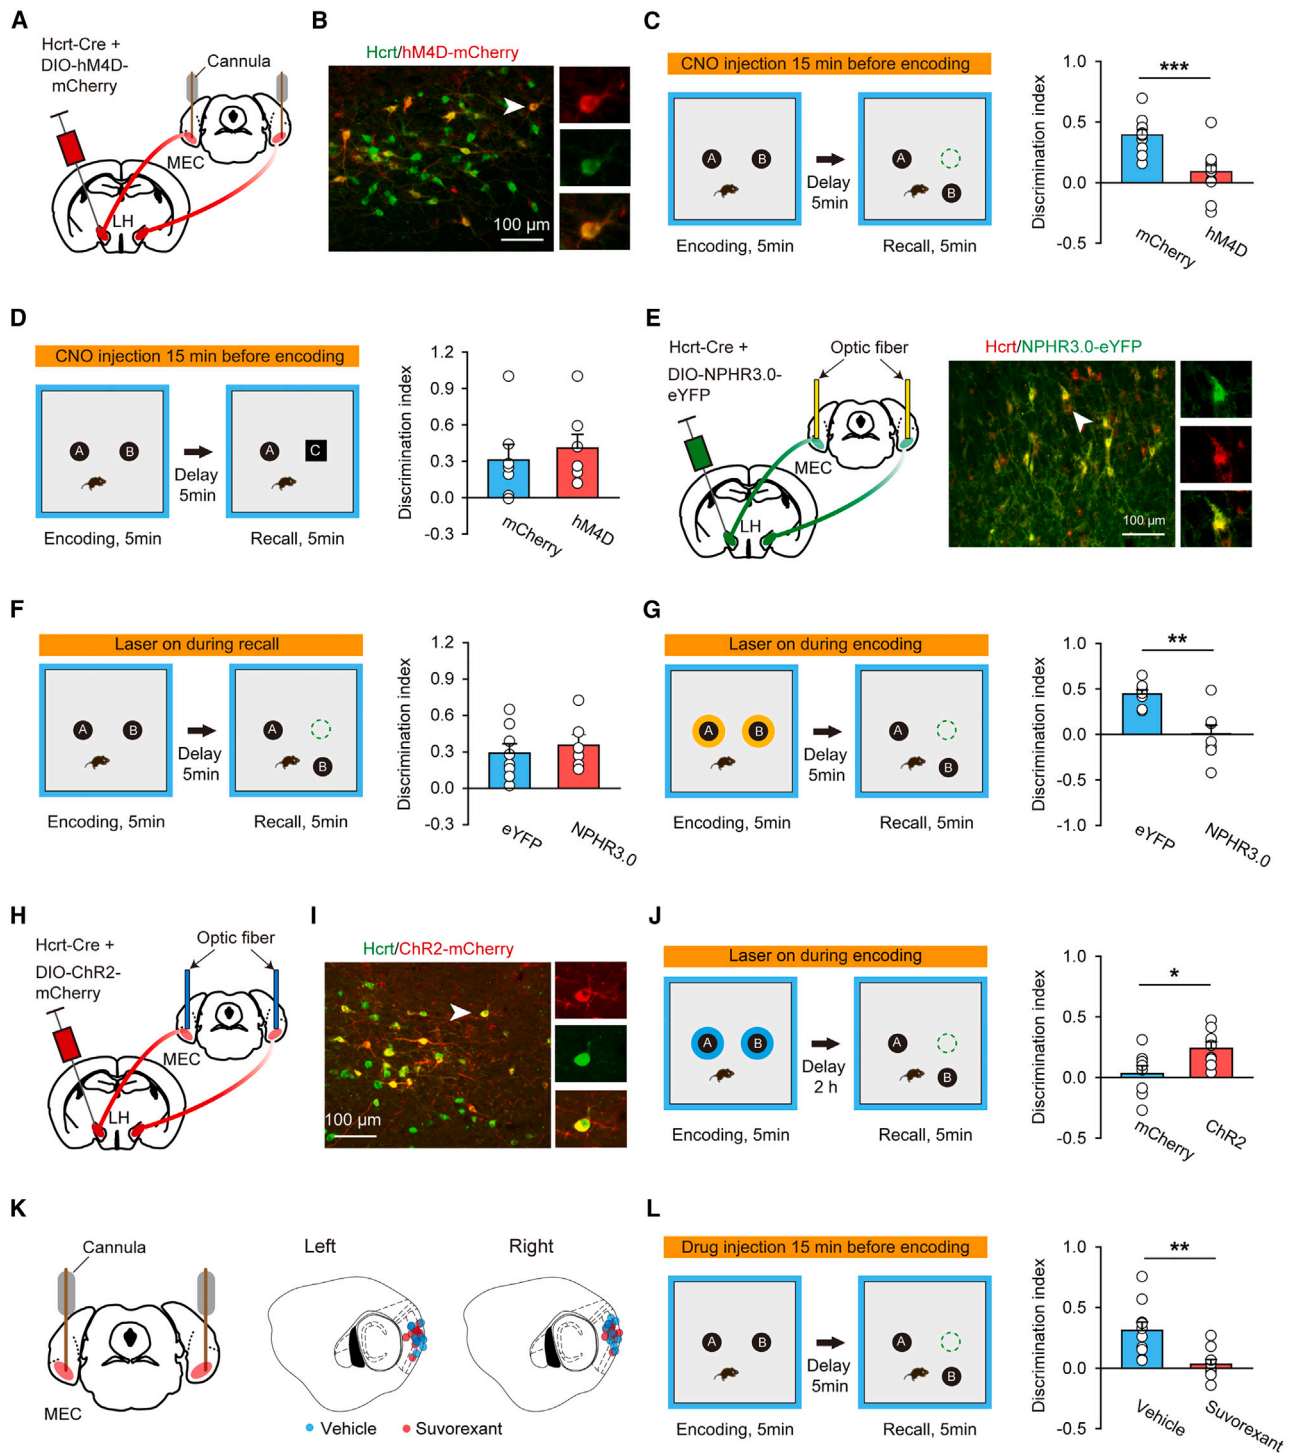 A
Hcrt-Cre +
DIO-hM4D-
mCherry
Cannula
MEC
LH
B
Hcrt/hM4D-mCherry
100 µm
C
CNO injection 15 min before encoding
A
B
Delay
5min
A
B
Encoding, 5min
Recall, 5min
Discrimination index
1.0
0.5
0.0
-0.5
***
mCherry
hM4D
D
CNO injection 15 min before encoding
A
B
Delay
5min
A
C
Encoding, 5min
Recall, 5min
Discrimination index
1.2
0.9
0.6
0.3
0.0
-0.3
mCherry
hM4D
E
Hcrt-Cre +
DIO-NPHR3.0-
eYFP
Optic fiber
MEC
LH
Hcrt/NPHR3.0-eYFP
100 µm
F
Laser on during recall
A
B
Delay
5min
A
B
Encoding, 5min
Recall, 5min
Discrimination index
1.2
0.9
0.6
0.3
0.0
-0.3
eYFP
NPHR3.0
G
Laser on during encoding
A
B
Delay
5min
A
B
Encoding, 5min
Recall, 5min
Discrimination index
1.0
0.5
0.0
-0.5
-1.0
**
eYFP
NPHR3.0
H
Hcrt-Cre +
DIO-ChR2-
mCherry
Optic fiber
MEC
LH
I
Hcrt/ChR2-mCherry
100 µm
J
Laser on during encoding
A
B
Delay
2 h
A
B
Encoding, 5min
Recall, 5min
Discrimination index
1.0
0.5
0.0
-0.5
*
mCherry
ChR2
K
Cannula
MEC
Left
Right
Vehicle
Suvorexant
L
Drug injection 15 min before encoding
A
B
Delay
5min
A
B
Encoding, 5min
Recall, 5min
Discrimination index
1.0
0.5
0.0
-0.5
**
Vehicle
Suvorexant